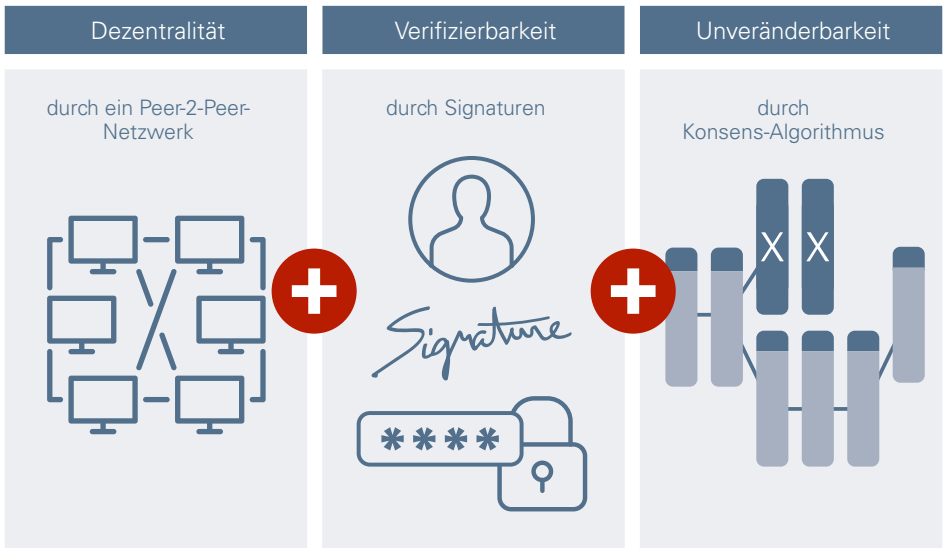 Dezentralität
durch ein Peer-2-Peer-
Netzwerk
Verifizierbarkeit
durch Signaturen
Signature
****
Unveränderbarkeit
durch
Konsens-Algorithmus
X X